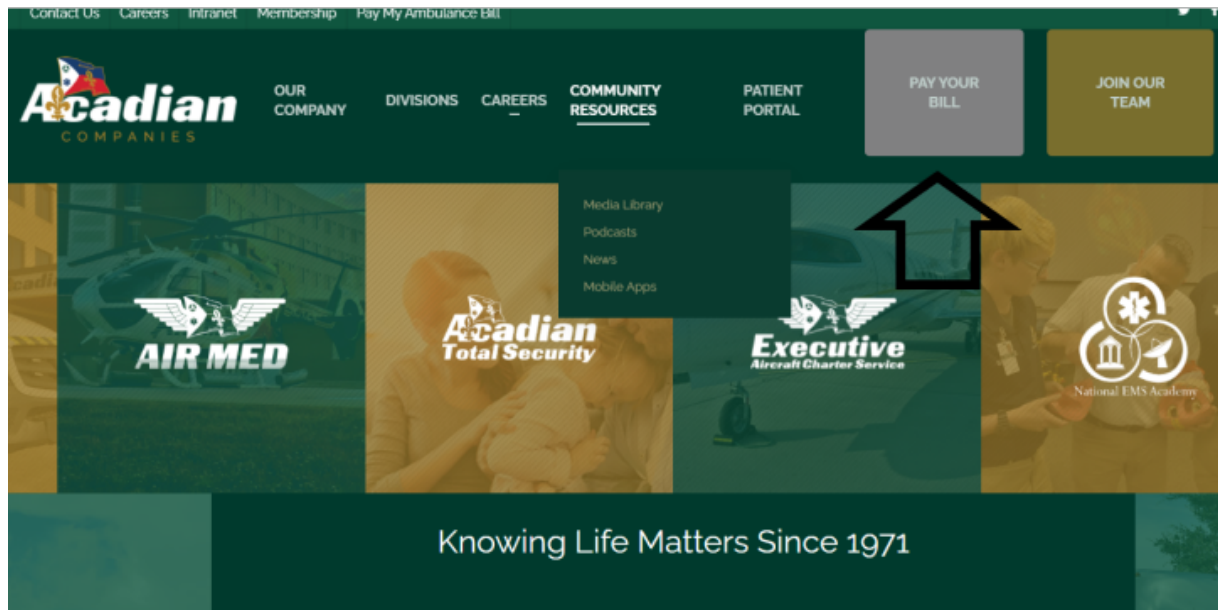 Contact Us Careers Intranet Membership Pay My Ambulance Bill
Acadian
COMPANIES
OUR
COMPANY
DIVISIONS
CAREERS
COMMUNITY
RESOURCES
PATIENT
PORTAL
PAY YOUR
BILL
JOIN OUR
TEAM
Media Library
Podcasts
News
Mobile Apps
AIR MED
Acadian
Total Security
Executive
Aircraft Charter Service
National EMS Academy
Knowing Life Matters Since 1971